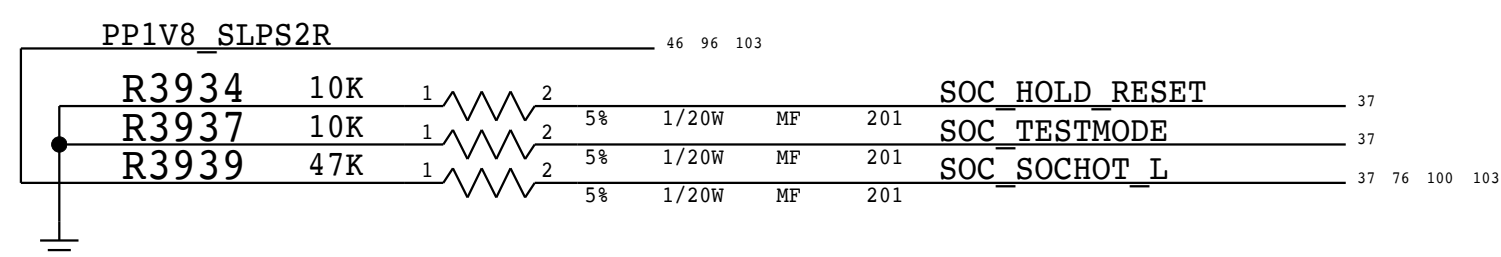 PP1V8_SLPS2R 46 96 103
R3934 10K 1 2 SOC_HOLD_RESET 37
5% 1/20W MF 201
R3937 10K 1 2 SOC_TESTMODE 37
5% 1/20W MF 201
R3939 47K 1 2 SOC_SOCHOT_L 37 76 100 103
5% 1/20W MF 201